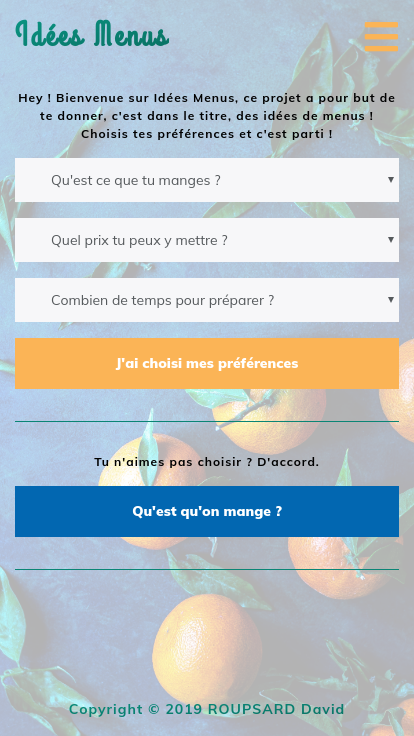 Idées Menus
Hey ! Bienvenue sur Idées Menus, ce projet a pour but de
te donner, c'est dans le titre, des idées de menus !
Choisis tes préférences et c'est parti !
Qu'est ce que tu manges ?
Quel prix tu peux y mettre ?
Combien de temps pour préparer ?
J'ai choisi mes préférences
Tu n'aimes pas choisir ? D'accord.
Qu'est qu'on mange ?
Copyright © 2019 ROUPSARD David